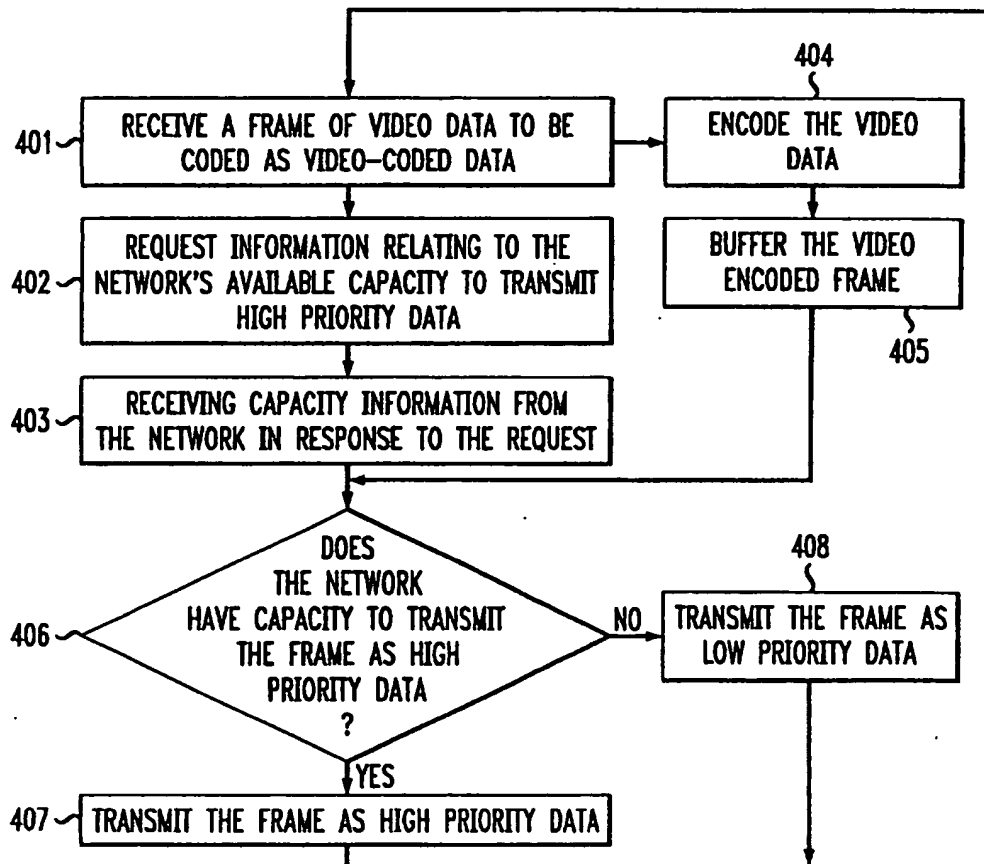 401
RECEIVE A FRAME OF VIDEO DATA TO BE
CODED AS VIDEO-CODED DATA
404
ENCODE THE VIDEO
DATA
402
REQUEST INFORMATION RELATING TO THE
NETWORK'S AVAILABLE CAPACITY TO TRANSMIT
HIGH PRIORITY DATA
BUFFER THE VIDEO
ENCODED FRAME
405
403
RECEIVING CAPACITY INFORMATION FROM
THE NETWORK IN RESPONSE TO THE REQUEST
406
DOES
THE NETWORK
HAVE CAPACITY TO TRANSMIT
THE FRAME AS HIGH
PRIORITY DATA
?
NO
408
TRANSMIT THE FRAME AS
LOW PRIORITY DATA
YES
407
TRANSMIT THE FRAME AS HIGH PRIORITY DATA